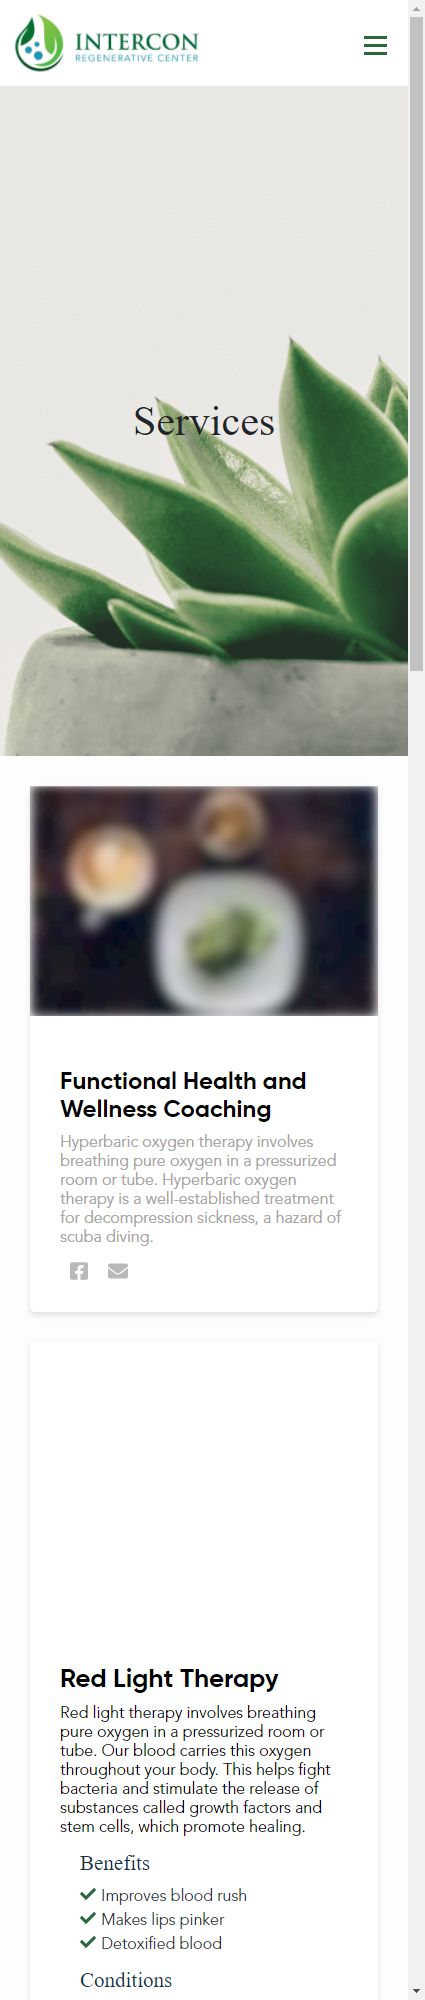 INTERCON
REGENERATIVE CENTER
Services
Functional Health and
Wellness Coaching
Hyperbaric oxygen therapy involves
breathing pure oxygen in a pressurized
room or tube. Hyperbaric oxygen
therapy is a well-established treatment
for decompression sickness, a hazard of
scuba diving.
Red Light Therapy
Red light therapy involves breathing
pure oxygen in a pressurized room or
tube. Our blood carries this oxygen
throughout your body. This helps fight
bacteria and stimulate the release of
substances called growth factors and
stem cells, which promote healing.
Benefits
Improves blood rush
Makes lips pinker
Detoxified blood
Conditions